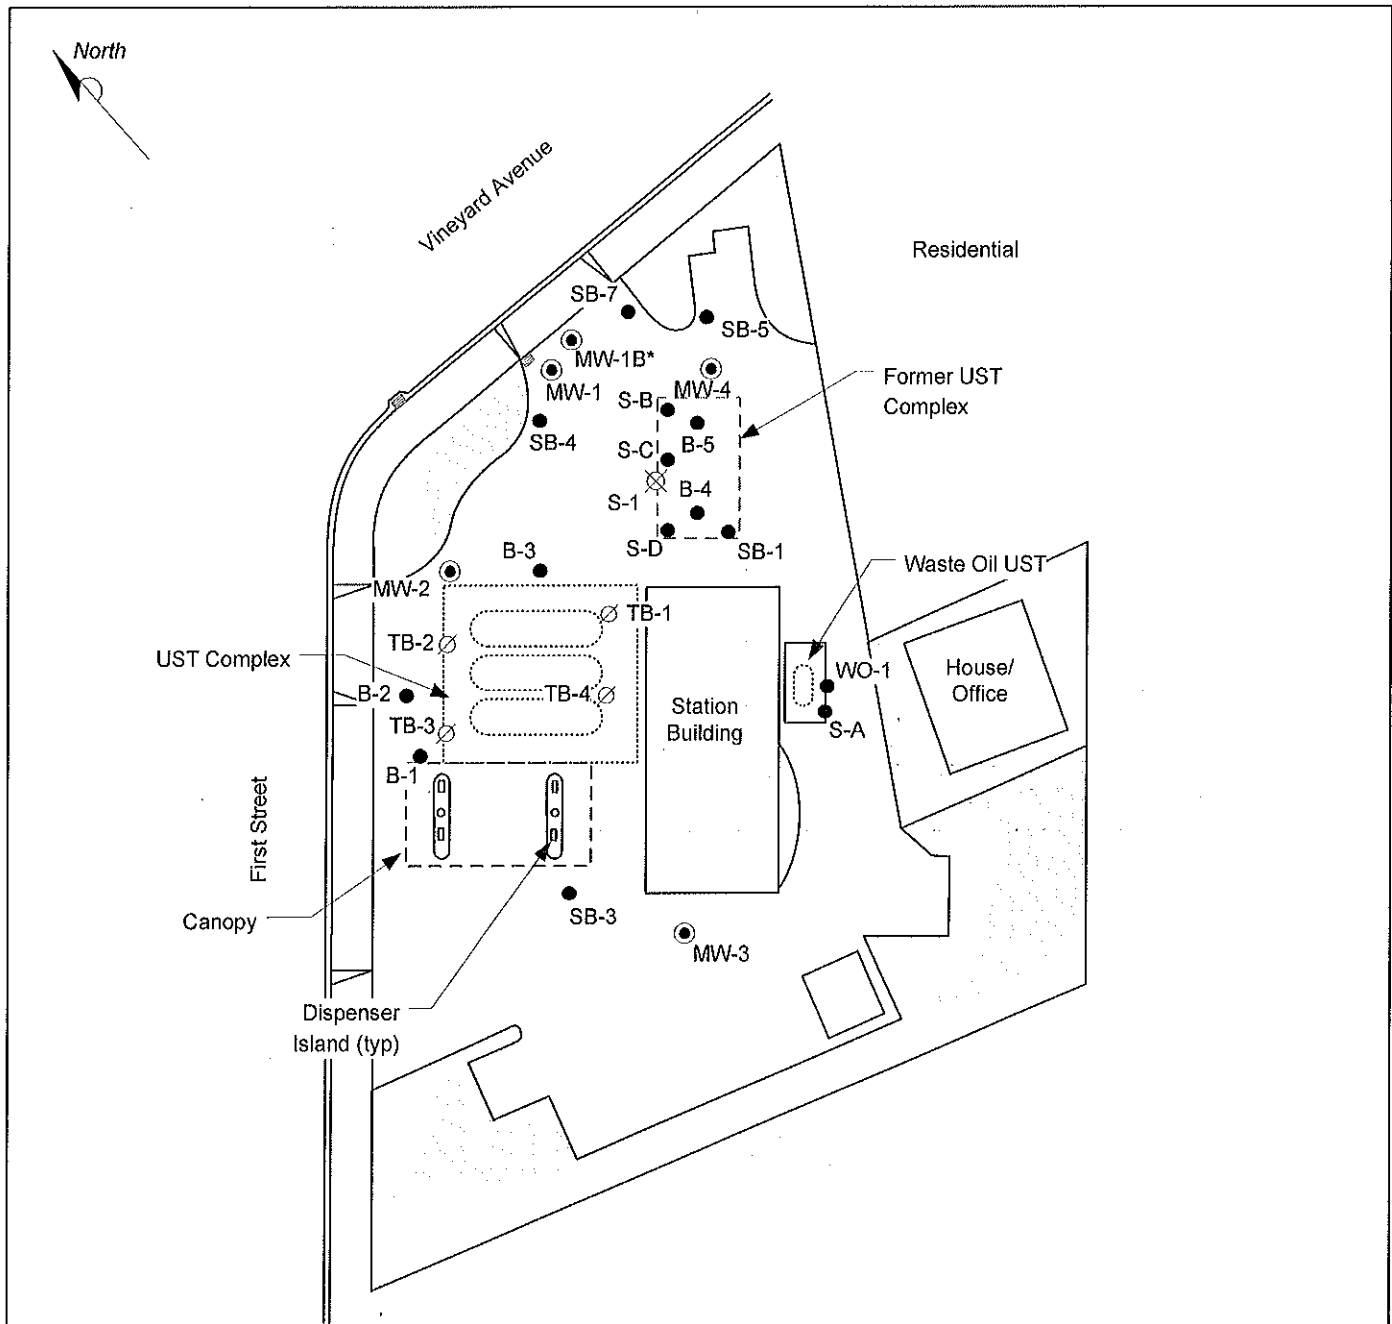 North
Vineyard Avenue
Residential
SB-7
SB-5
MW-1B*
MW-1
MW-4
Former UST
Complex
S-B
SB-4
B-5
S-C
S-1
B-4
S-D
SB-1
B-3
MW-2
Waste Oil UST
TB-1
TB-2
UST Complex
House/
Office
WO-1
B-2
TB-4
Station
Building
S-A
TB-3
B-1
First Street
Canopy
SB-3
MW-3
Dispenser
Island (typ)